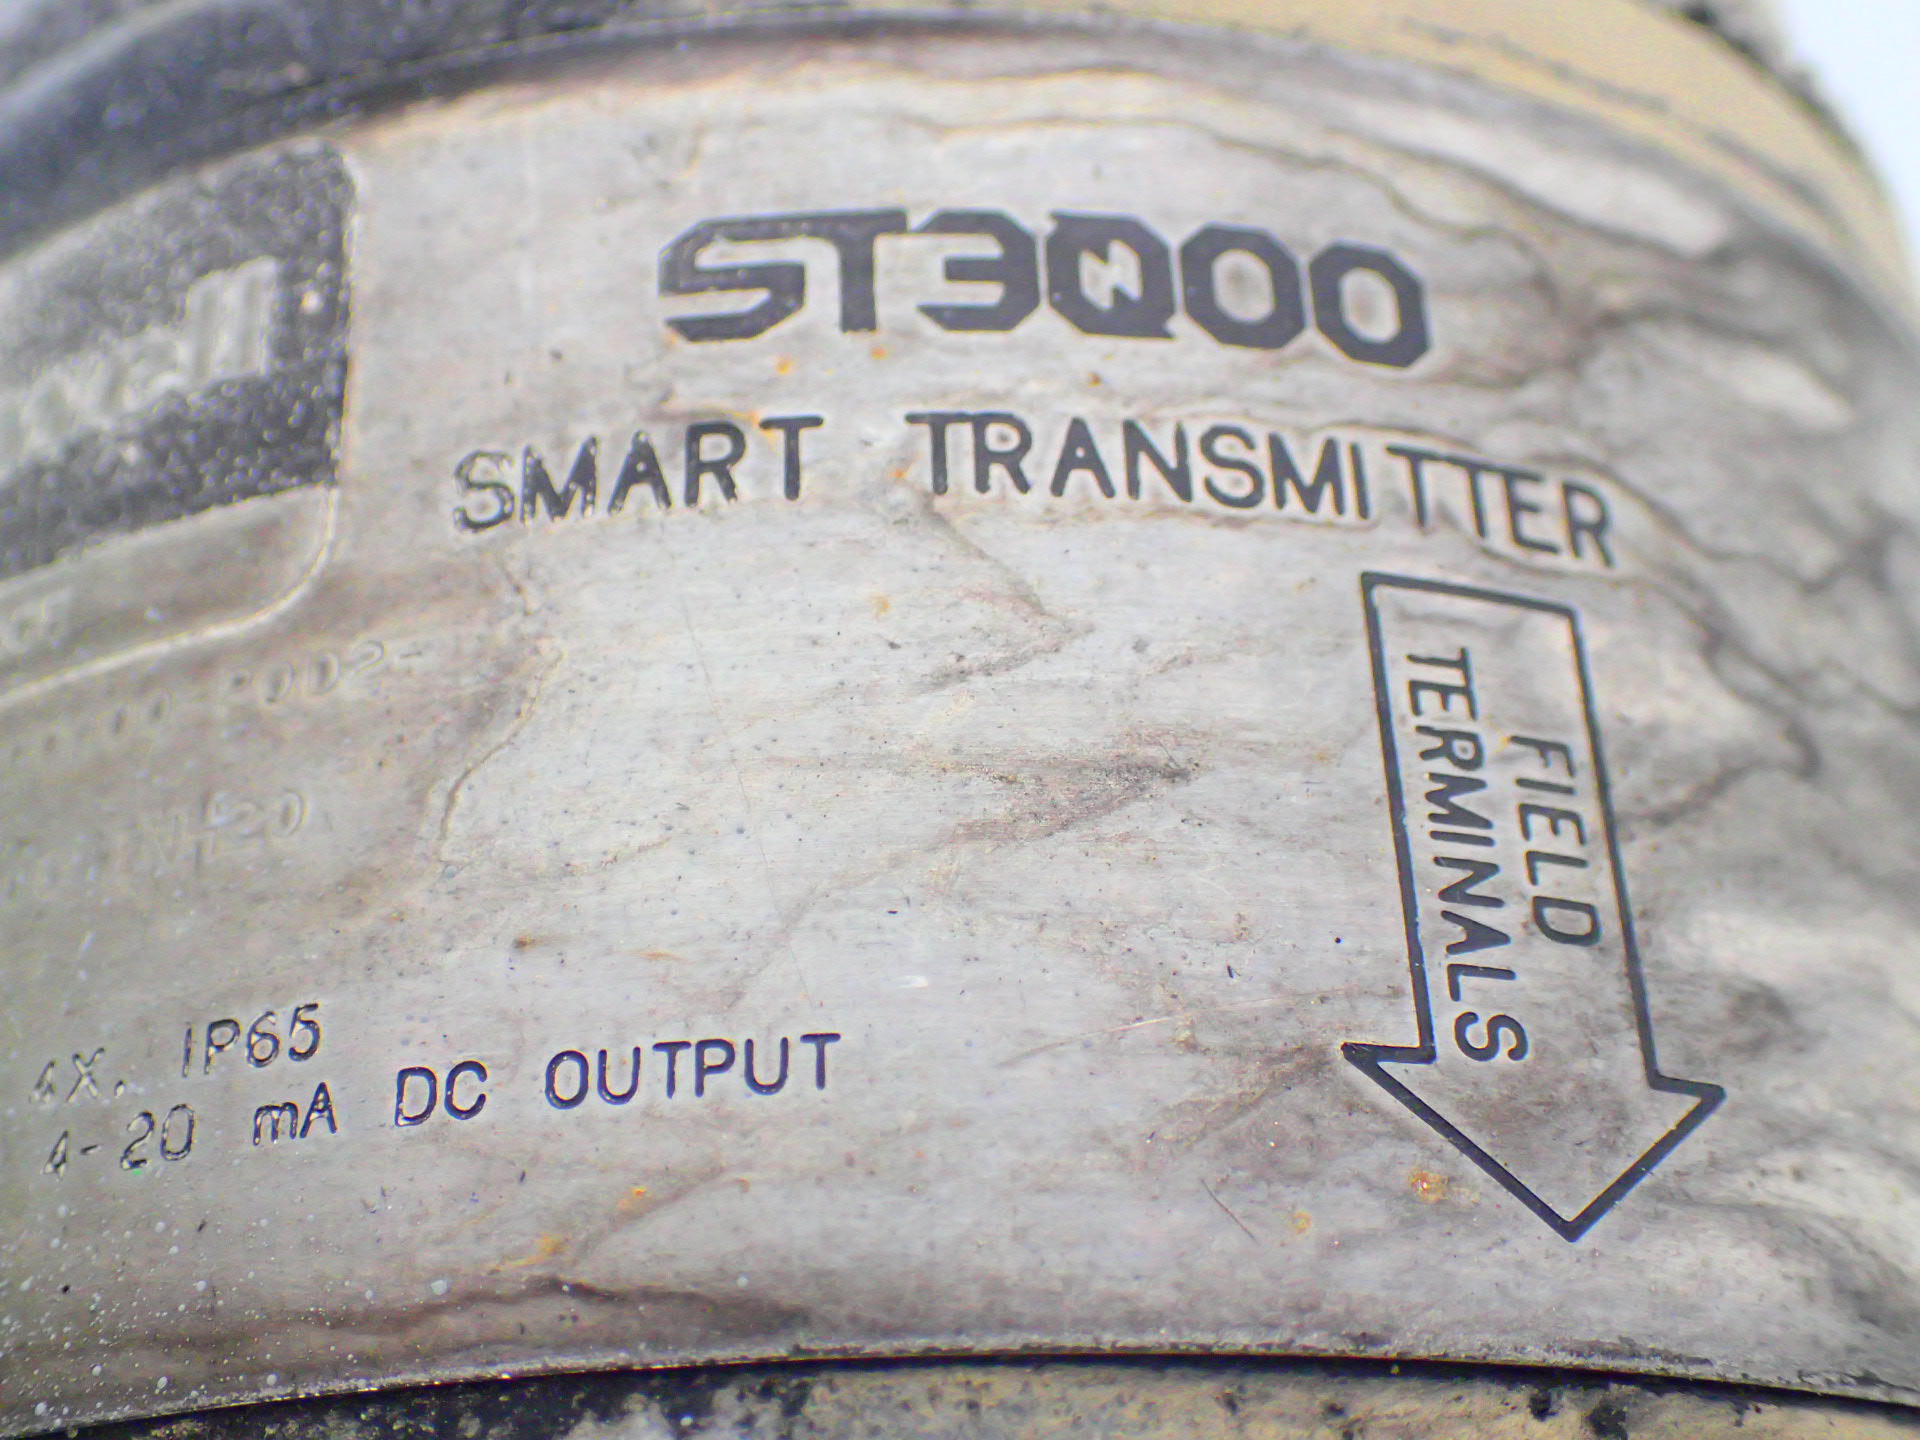 ST3000
SMART TRANSMITTER
FIELD
TERMINALS
4X. IP65
4-20 mA DC OUTPUT